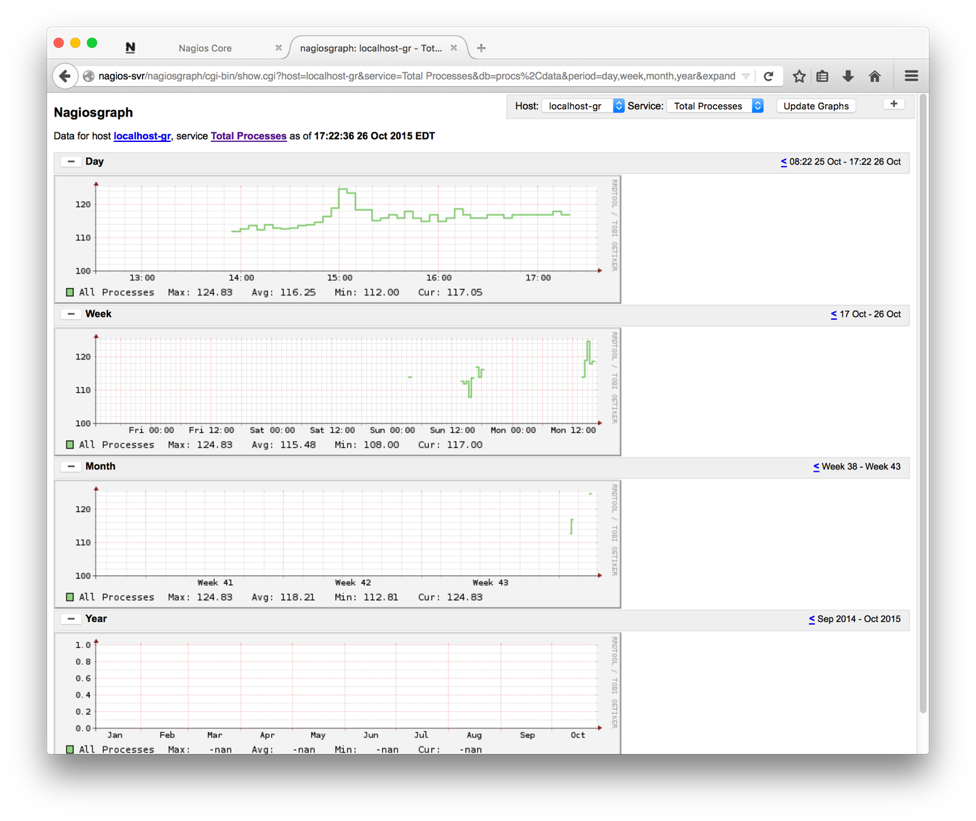 N Nagios Core × nagiosgraph: localhost-gr - Tot... × +
nagios-svr/nagiosgraph/cgi-bin/show.cgi?host=localhost-gr&service=Total Processes&db=procs%2Cdata&period=day,week,month,year&expand
Nagiosgraph
Host: localhost-gr Service: Total Processes Update Graphs +
Data for host localhost-gr, service Total Processes as of 17:22:36 26 Oct 2015 EDT
− Day < 08:22 25 Oct - 17:22 26 Oct
RRDTOOL / TOBI OETIKER
120
110
100
13:00 14:00 15:00 16:00 17:00
All Processes Max: 124.83 Avg: 116.25 Min: 112.00 Cur: 117.05
− Week < 17 Oct - 26 Oct
RRDTOOL / TOBI OETIKER
120
110
100
Fri 00:00 Fri 12:00 Sat 00:00 Sat 12:00 Sun 00:00 Sun 12:00 Mon 00:00 Mon 12:00
All Processes Max: 124.83 Avg: 115.48 Min: 108.00 Cur: 117.00
− Month < Week 38 - Week 43
RRDTOOL / TOBI OETIKER
120
110
100
Week 41 Week 42 Week 43
All Processes Max: 124.83 Avg: 118.21 Min: 112.81 Cur: 124.83
− Year < Sep 2014 - Oct 2015
RRDTOOL / TOBI OETIKER
1.0
0.8
0.6
0.4
0.2
0.0
Jan Feb Mar Apr May Jun Jul Aug Sep Oct
All Processes Max: -nan Avg: -nan Min: -nan Cur: -nan